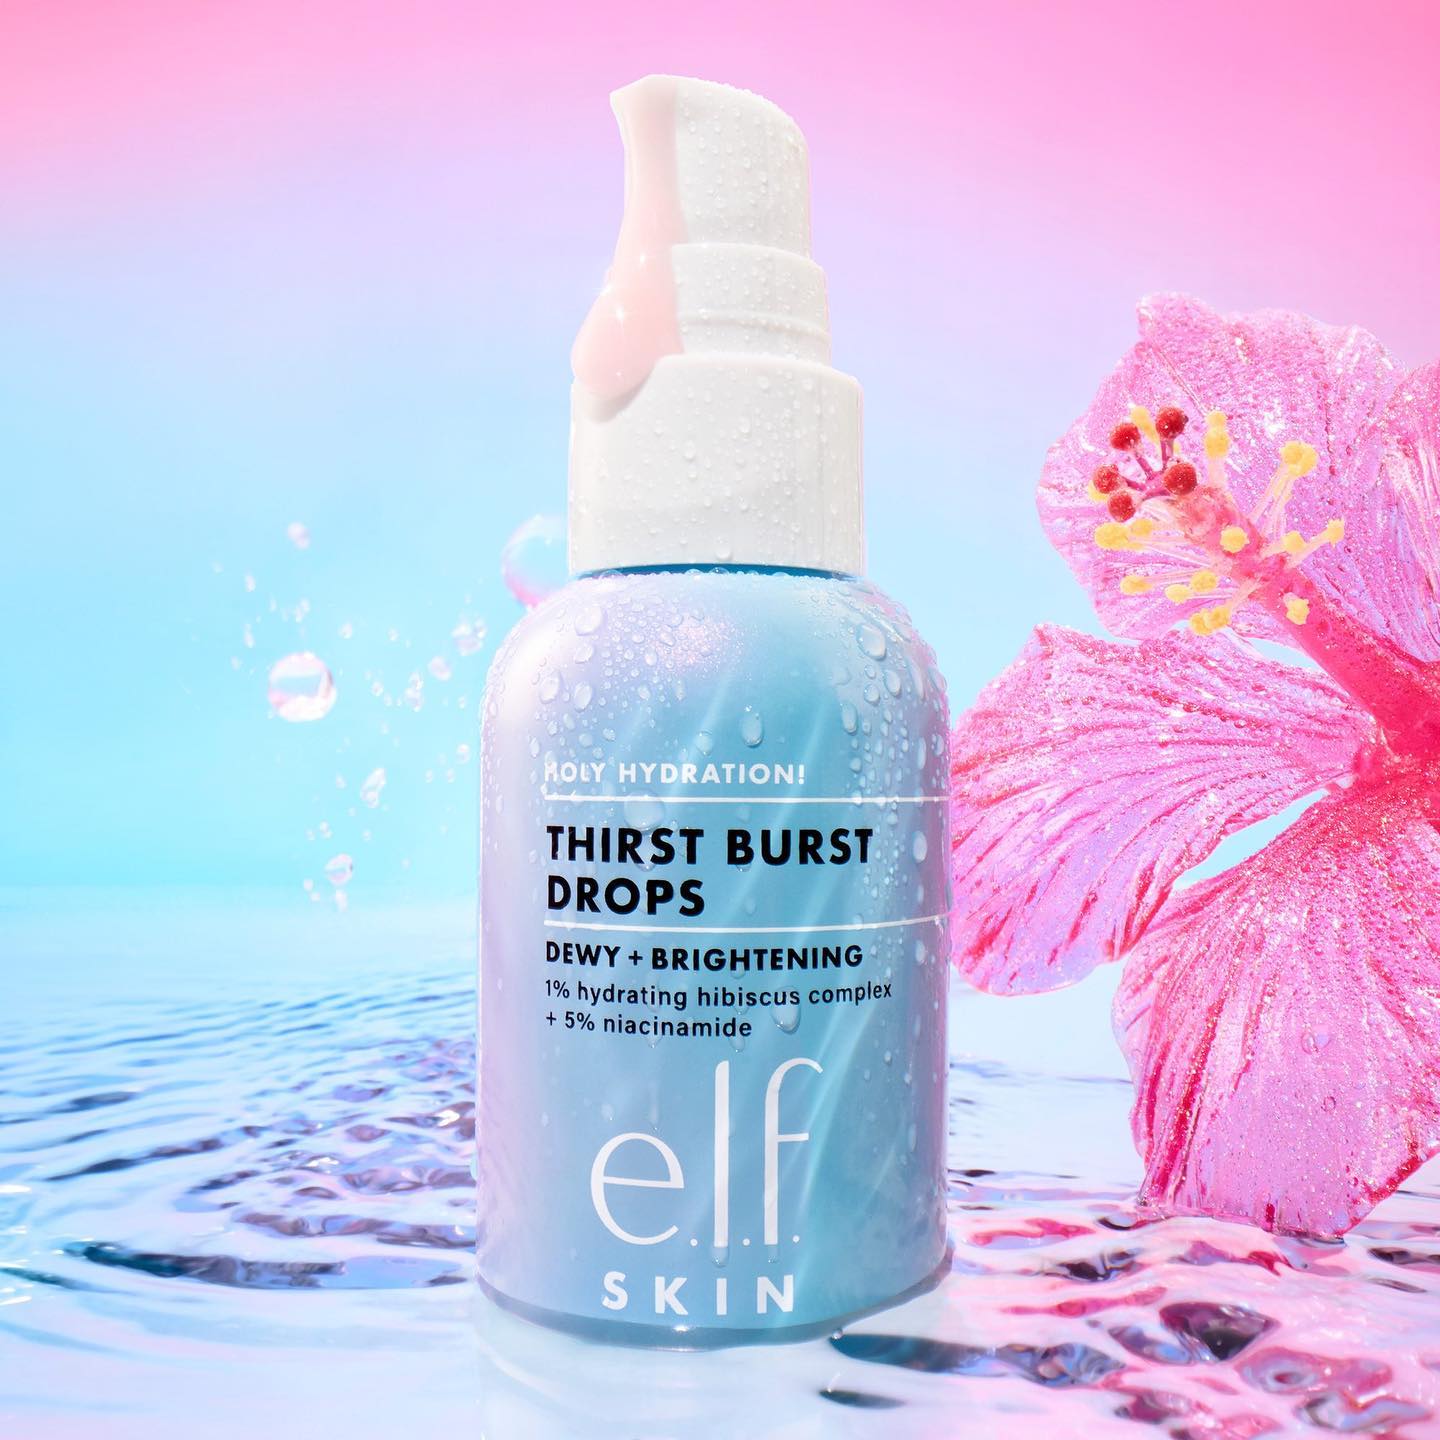 HOLY HYDRATION!
THIRST BURST
DROPS
DEWY + BRIGHTENING
1% hydrating hibiscus complex
+ 5% niacinamide
e.l.f.
SKIN